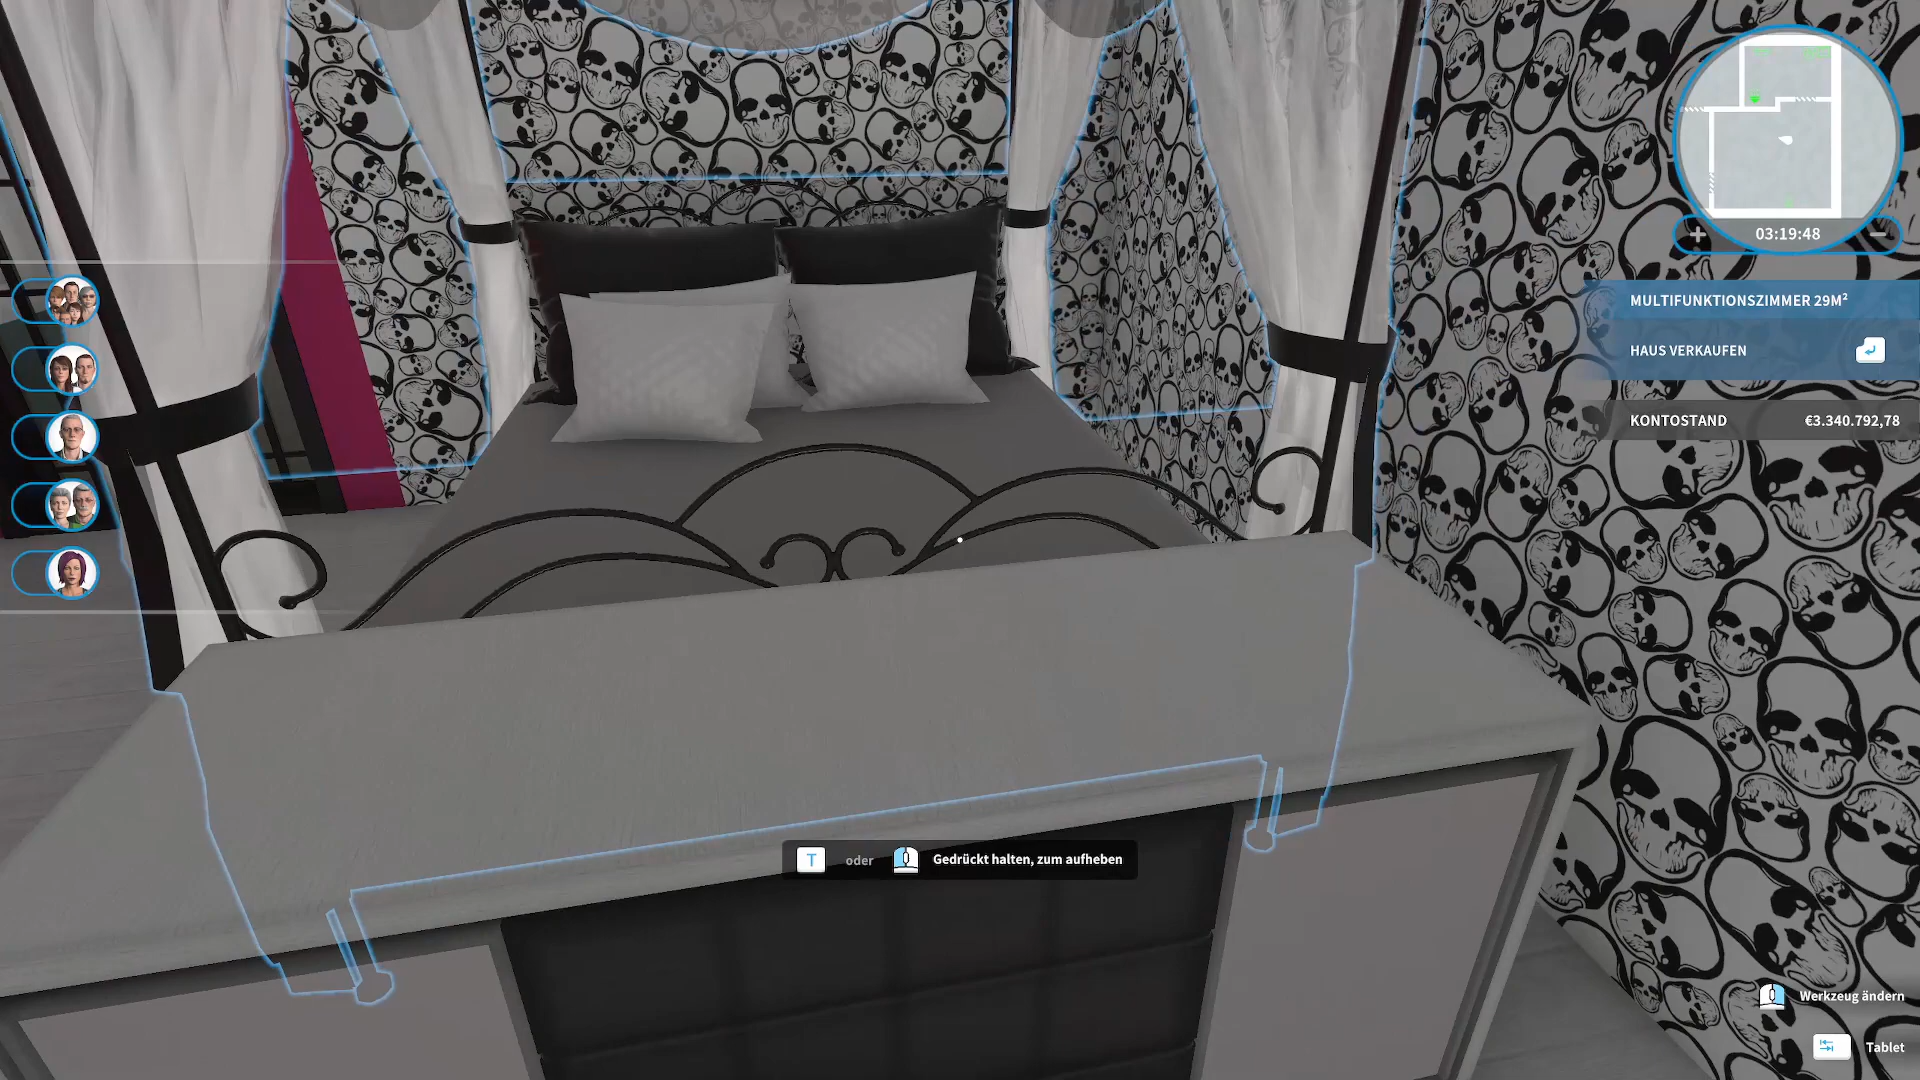 03:19:48
MULTIFUNKTIONSZIMMER 29M²
HAUS VERKAUFEN
KONTOSTAND €3.340.792,78
T oder Gedrückt halten, zum aufheben
Werkzeug ändern
Tablet